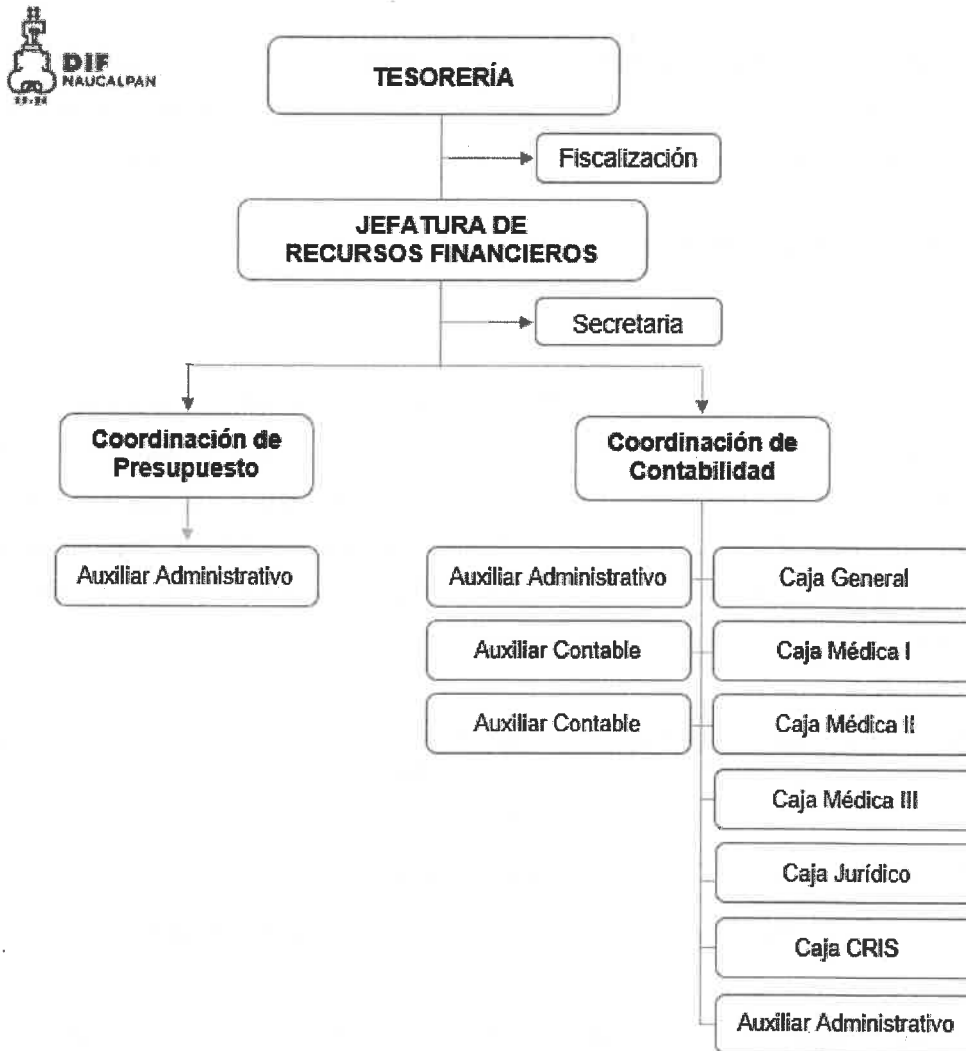 DIF
NAUCALPAN
TESORERÍA
Fiscalización
JEFATURA DE
RECURSOS FINANCIEROS
Secretaria
Coordinación de
Presupuesto
Coordinación de
Contabilidad
Auxiliar Administrativo
Auxiliar Administrativo
Caja General
Auxiliar Contable
Caja Médica I
Auxiliar Contable
Caja Médica II
Caja Médica III
Caja Jurídico
Caja CRIS
Auxiliar Administrativo